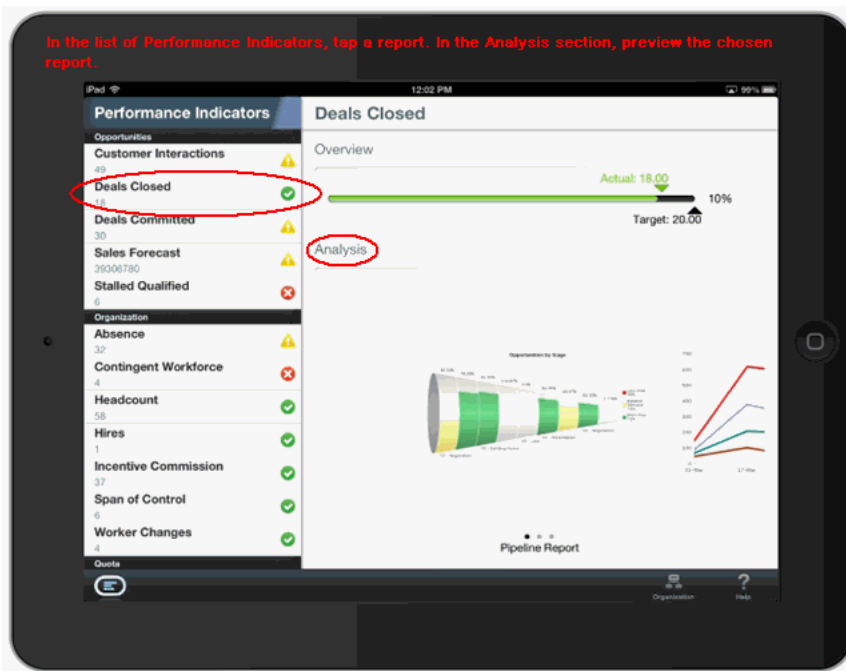 In the list of Performance Indicators, tap a report. In the Analysis section, preview the chosen
report.
iPad
12:02 PM
99%
Performance Indicators
Deals Closed
Opportunities
Customer Interactions
49
Overview
Deals Closed
18
Actual: 18.00
10%
Target: 20.00
Deals Committed
30
Sales Forecast
39306780
Analysis
Stalled Qualified
6
Organization
Absence
32
Contingent Workforce
4
Headcount
58
Hires
1
Incentive Commission
37
Span of Control
6
Worker Changes
4
Quota
Opportunities by Stage
Pipeline Report
Organization
Help